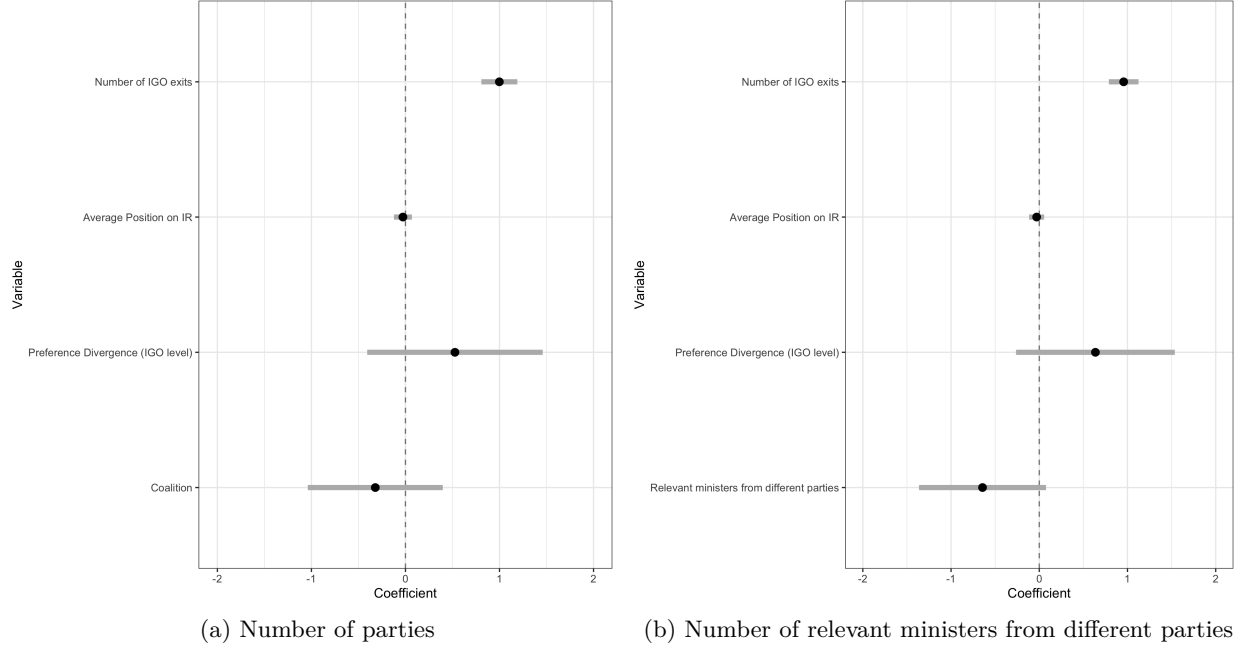 Number of IGO exits
Average Position on IR
Preference Divergence (IGO level)
Coalition
Variable
-2 -1 0 1 2
Coefficient
(a) Number of parties
Number of IGO exits
Average Position on IR
Preference Divergence (IGO level)
Relevant ministers from different parties
Variable
-2 -1 0 1 2
Coefficient
(b) Number of relevant ministers from different parties